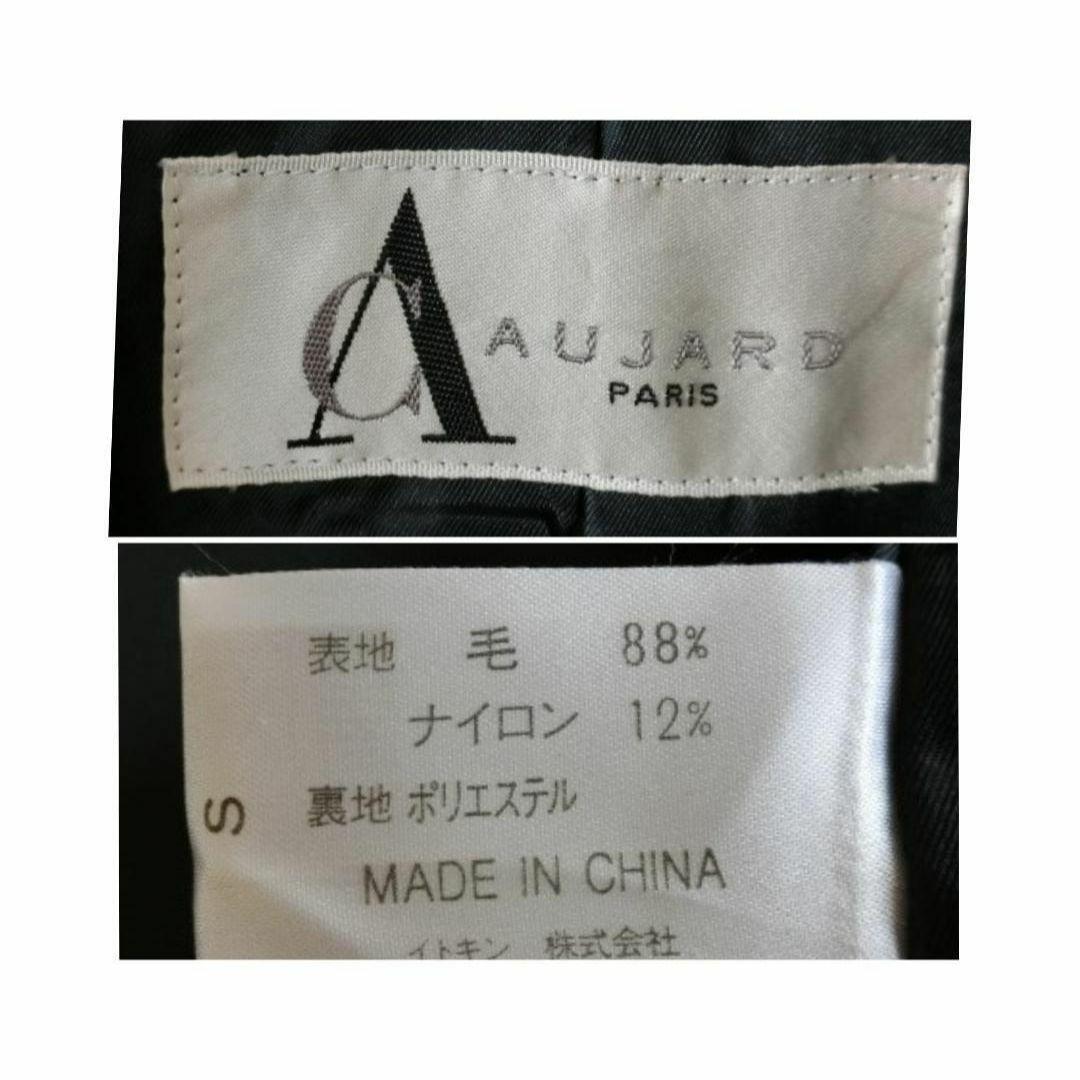 CA AUJARD
PARIS
表地 毛 88%
ナイロン 12%
裏地 ポリエステル
S
MADE IN CHINA
イトキン 株式会社